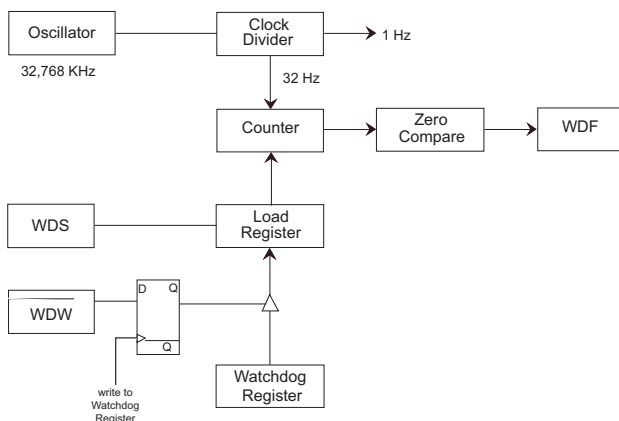 Oscillator
Clock
Divider
1 Hz
32,768 KHz
32 Hz
Counter
Zero
Compare
WDF
WDS
Load
Register
D Q
WDW
Q
write to
Watchdog
Register
Watchdog
Register